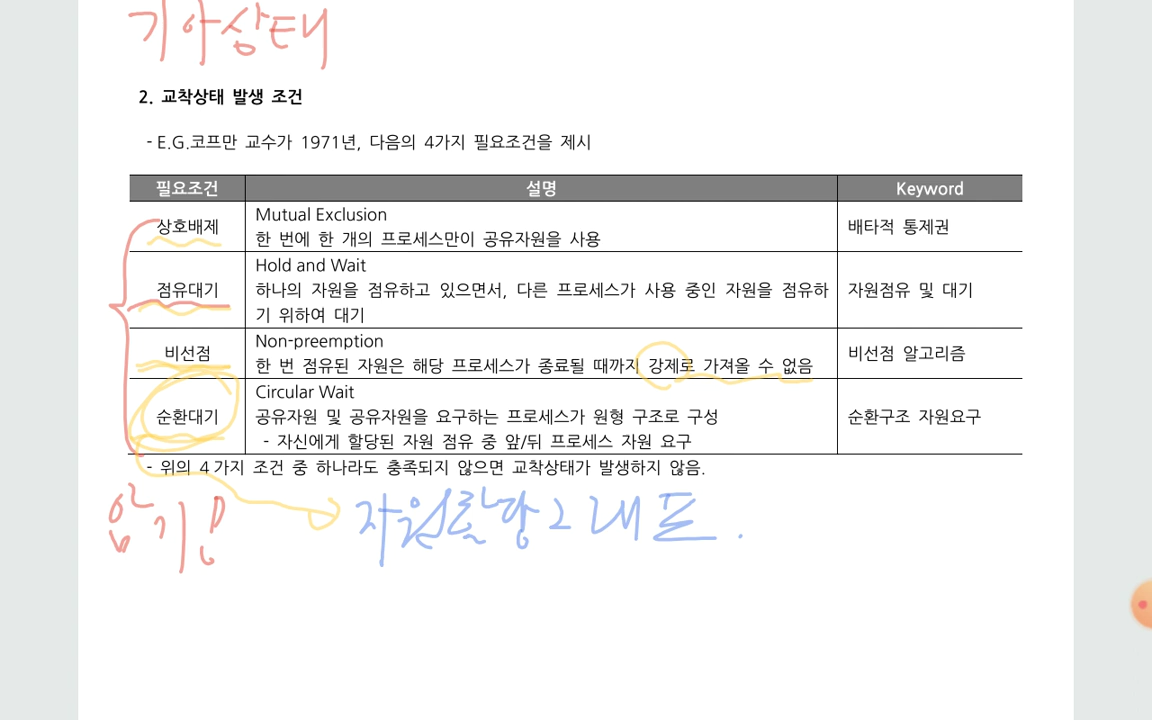 기아상태
2. 교착상태 발생 조건
- E.G.코프만 교수가 1971년, 다음의 4가지 필요조건을 제시
필요조건 설명 Keyword
상호배제 Mutual Exclusion
한 번에 한 개의 프로세스만이 공유자원을 사용 배타적 통제권
점유대기 Hold and Wait
하나의 자원을 점유하고 있으면서, 다른 프로세스가 사용 중인 자원을 점유하
기 위하여 대기 자원점유 및 대기
비선점 Non-preemption
한 번 점유된 자원은 해당 프로세스가 종료될 때까지 강제로 가져올 수 없음 비선점 알고리즘
순환대기 Circular Wait
공유자원 및 공유자원을 요구하는 프로세스가 원형 구조로 구성 순환구조 자원요구
- 자신에게 할당된 자원 점유 중 앞/뒤 프로세스 자원 요구
- 위의 4가지 조건 중 하나라도 충족되지 않으면 교착상태가 발생하지 않음.
암기!
자원할당그래프.